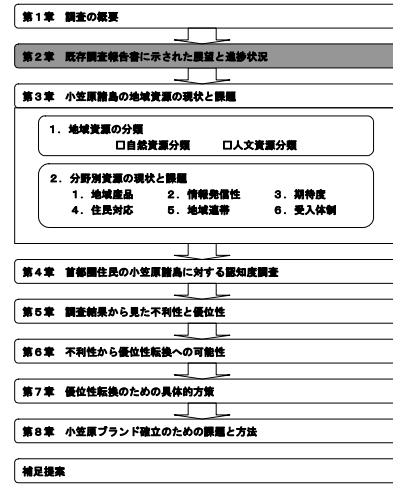 第１章　調査の概要
第２章　既存調査報告書に示された展望と進捗状況
第３章　小笠原諸島の地域資源の現状と課題
１．地域資源の分類
□自然資源分類　□人文資源分類
２．分野別資源の現状と課題
１．地域産品　２．情報発信性　３．期待度
４．住民対応　５．地域連帯　６．受入体制
第４章　首都圏住民の小笠原諸島に対する認知度調査
第５章　調査結果から見た不利性と優位性
第６章　不利性から優位性転換への可能性
第７章　優位性転換のための具体的方策
第８章　小笠原ブランド確立のための課題と方法
補足提案